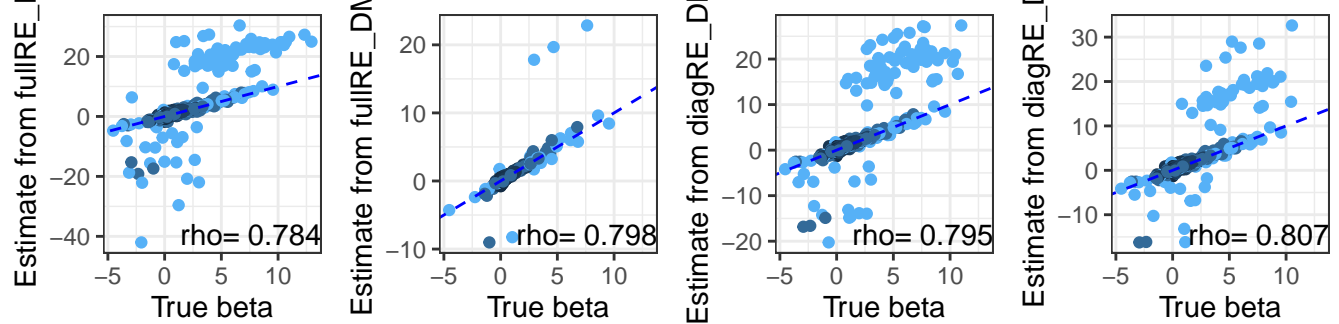 Estimate from fullRE_
20
0
−20
−40
rho= 0.784
−5 0 5 10
True beta
Estimate from fullRE_DM
20
10
0
−10
rho= 0.798
−5 0 5 10
True beta
Estimate from diagRE_
20
10
0
−10
−20
rho= 0.795
−5 0 5 10
True beta
Estimate from diagRE_D
30
20
10
0
−10
rho= 0.807
−5 0 5 10
True beta